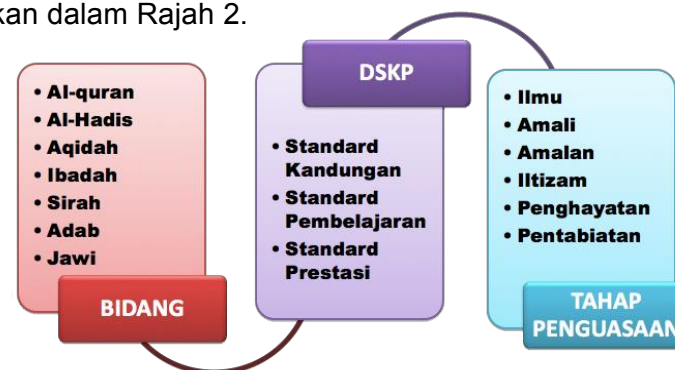 kan dalam Rajah 2.
• Al-quran
• Al-Hadis
• Aqidah
• Ibadah
• Sirah
• Adab
• Jawi
BIDANG
DSKP
• Standard
Kandungan
• Standard
Pembelajaran
• Standard
Prestasi
• Ilmu
• Amali
• Amalan
• Iltizam
• Penghayatan
• Pentabiatan
TAHAP
PENGUASAAN